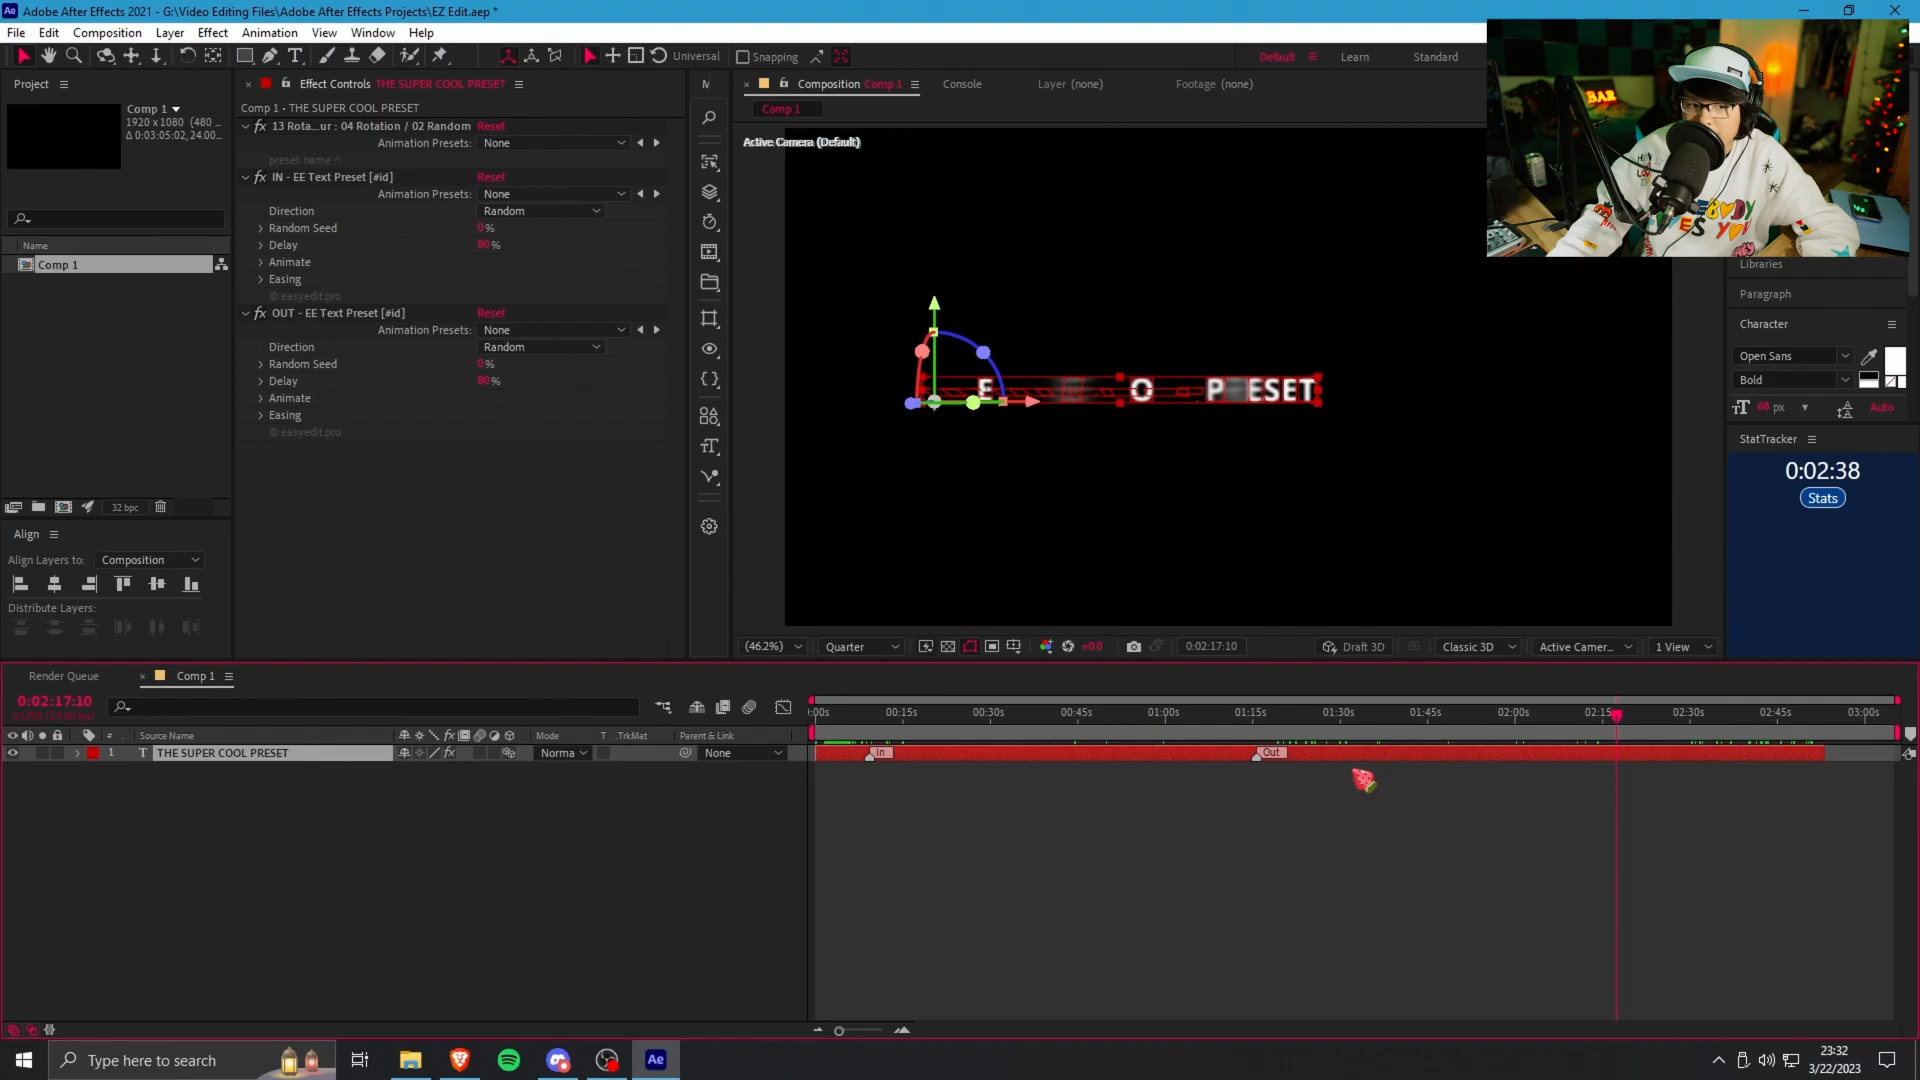 Adobe After Effects 2021 - G:\Video Editing Files\Adobe After Effects Projects\EZ Edit.aep *
File Edit Composition Layer Effect Animation View Window Help
Universal Snapping Default Learn Standard
Project
Comp 1
1920 x 1080 (480 ...
Δ 0:03:05:02, 24.00...
Name
Comp 1
32 bpc
Align
Align Layers to: Composition
Distribute Layers:
Effect Controls THE SUPER COOL PRESET
Comp 1 - THE SUPER COOL PRESET
fx 13 Rota...ur : 04 Rotation / 02 Random Reset
Animation Presets: None
preset name ^
fx IN - EE Text Preset [#id] Reset
Animation Presets: None
Direction Random
Random Seed 0%
Delay 80%
Animate
Easing
© easyedit.pro
fx OUT - EE Text Preset [#id] Reset
Animation Presets: None
Direction Random
Random Seed 0%
Delay 80%
Animate
Easing
© easyedit.pro
Composition Comp 1 Console Layer (none) Footage (none)
Comp 1
Active Camera (Default)
E O P ESET
(46.2%) Quarter +0.0 0:02:17:10 Draft 3D Classic 3D Active Camer... 1 View
BAR
Libraries
Paragraph
Character
Open Sans
Bold
68 px Auto
StatTracker
0:02:38
Stats
Render Queue Comp 1
0:02:17:10
# Source Name Mode T .TrkMat Parent & Link
1 T THE SUPER COOL PRESET Norma None
:00s 00:15s 00:30s 00:45s 01:00s 01:15s 01:30s 01:45s 02:00s 02:15s 02:30s 02:45s 03:00s
In Out
Type here to search
Ae
23:32
3/22/2023